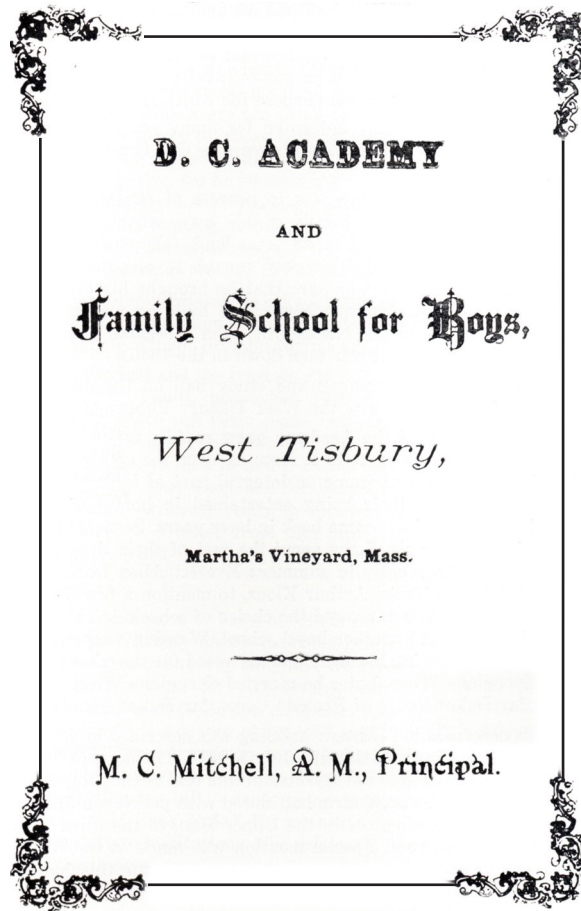 D. C. ACADEMY
AND
Family School for Boys,
West Tisbury,
Martha's Vineyard, Mass.
M. C. Mitchell, A. M., Principal.